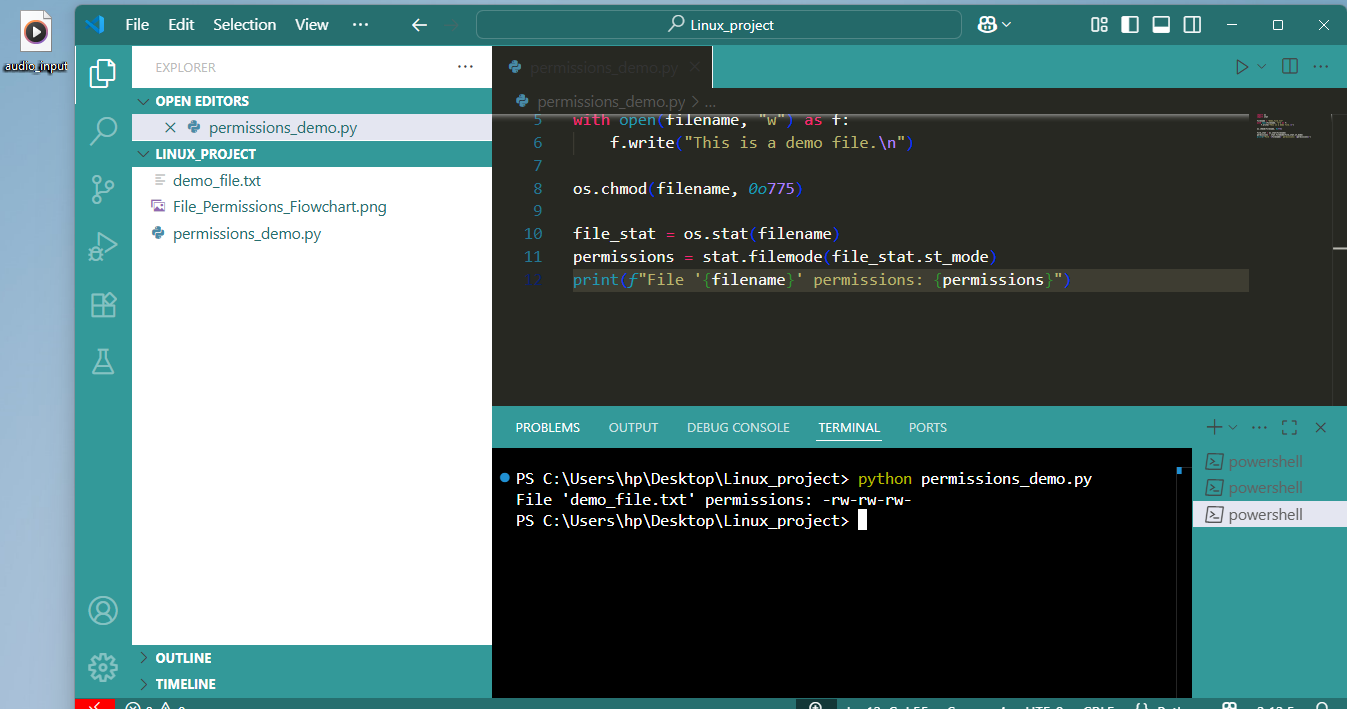 audio_input
File Edit Selection View ...
Linux_project
EXPLORER
OPEN EDITORS
permissions_demo.py
LINUX_PROJECT
demo_file.txt
File_Permissions_Fiowchart.png
permissions_demo.py
OUTLINE
TIMELINE
permissions_demo.py
permissions_demo.py > ...
5 with open(filename, "w") as f:
6 f.write("This is a demo file.\n")
7
8 os.chmod(filename, 0o775)
9
10 file_stat = os.stat(filename)
11 permissions = stat.filemode(file_stat.st_mode)
12 print(f"File '{filename}' permissions: {permissions}")
PROBLEMS OUTPUT DEBUG CONSOLE TERMINAL PORTS
PS C:\Users\hp\Desktop\Linux_project> python permissions_demo.py
File 'demo_file.txt' permissions: -rw-rw-rw-
PS C:\Users\hp\Desktop\Linux_project>
powershell
powershell
powershell